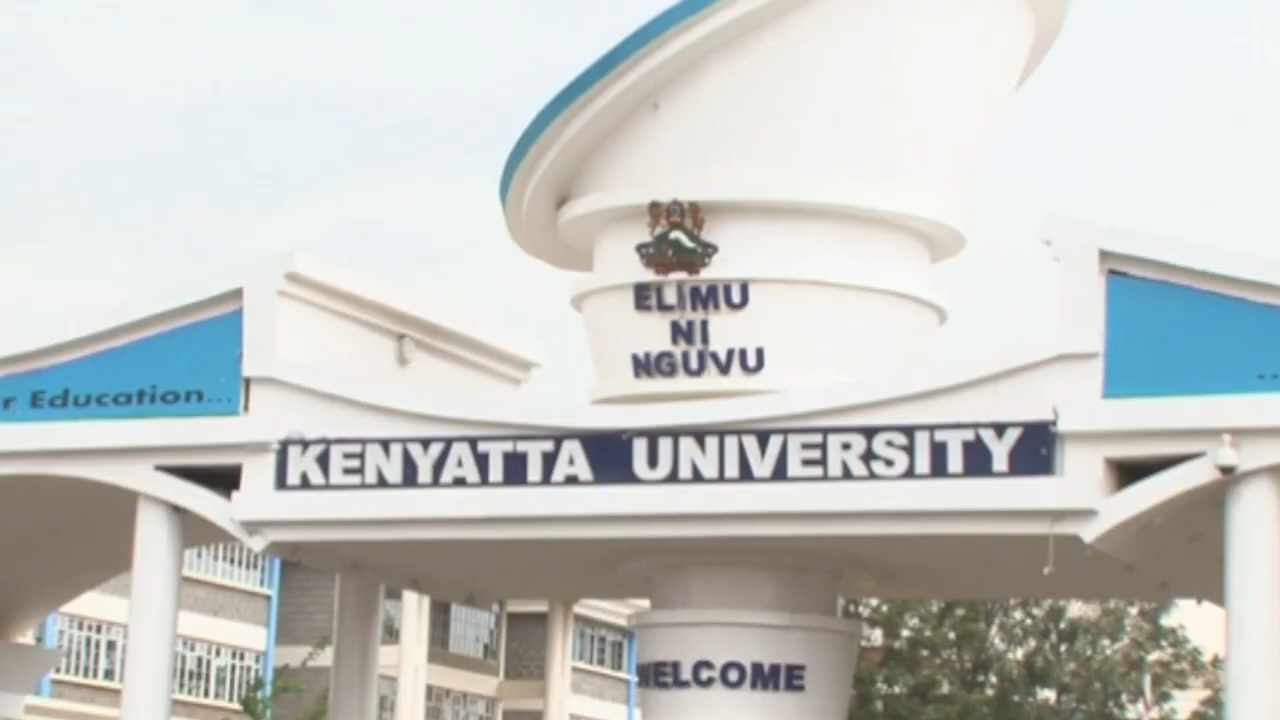 ELIMU
NI
NGUVU
r Education...
KENYATTA UNIVERSITY
WELCOME